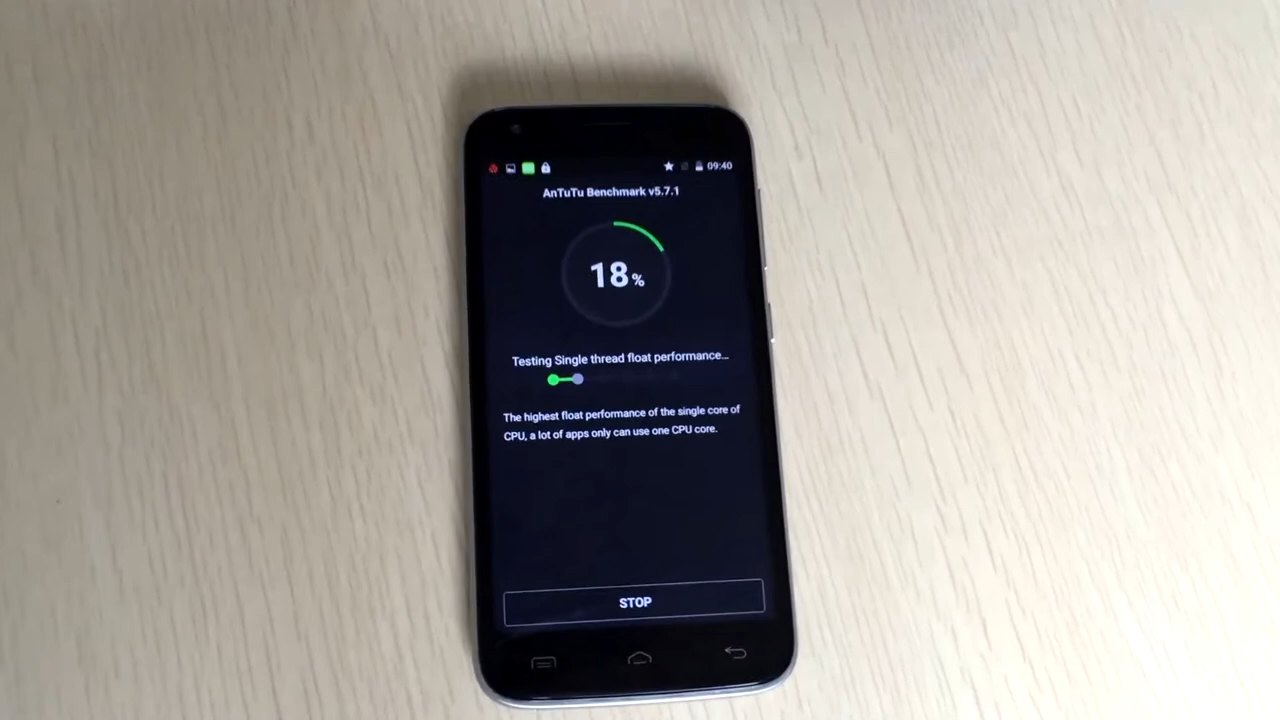 09:40
AnTuTu Benchmark v5.7.1
18%
Testing Single thread float performance...
The highest float performance of the single core of
CPU, a lot of apps only can use one CPU core.
STOP